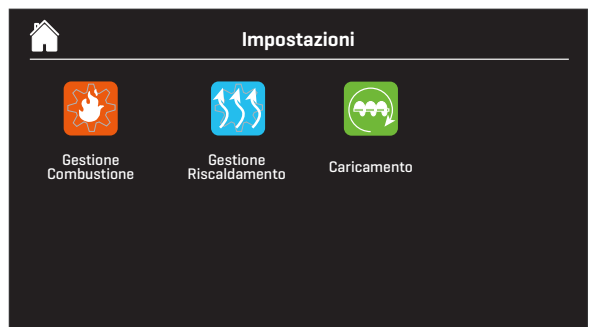 Impostazioni
Gestione
Combustione
Gestione
Riscaldamento
Caricamento